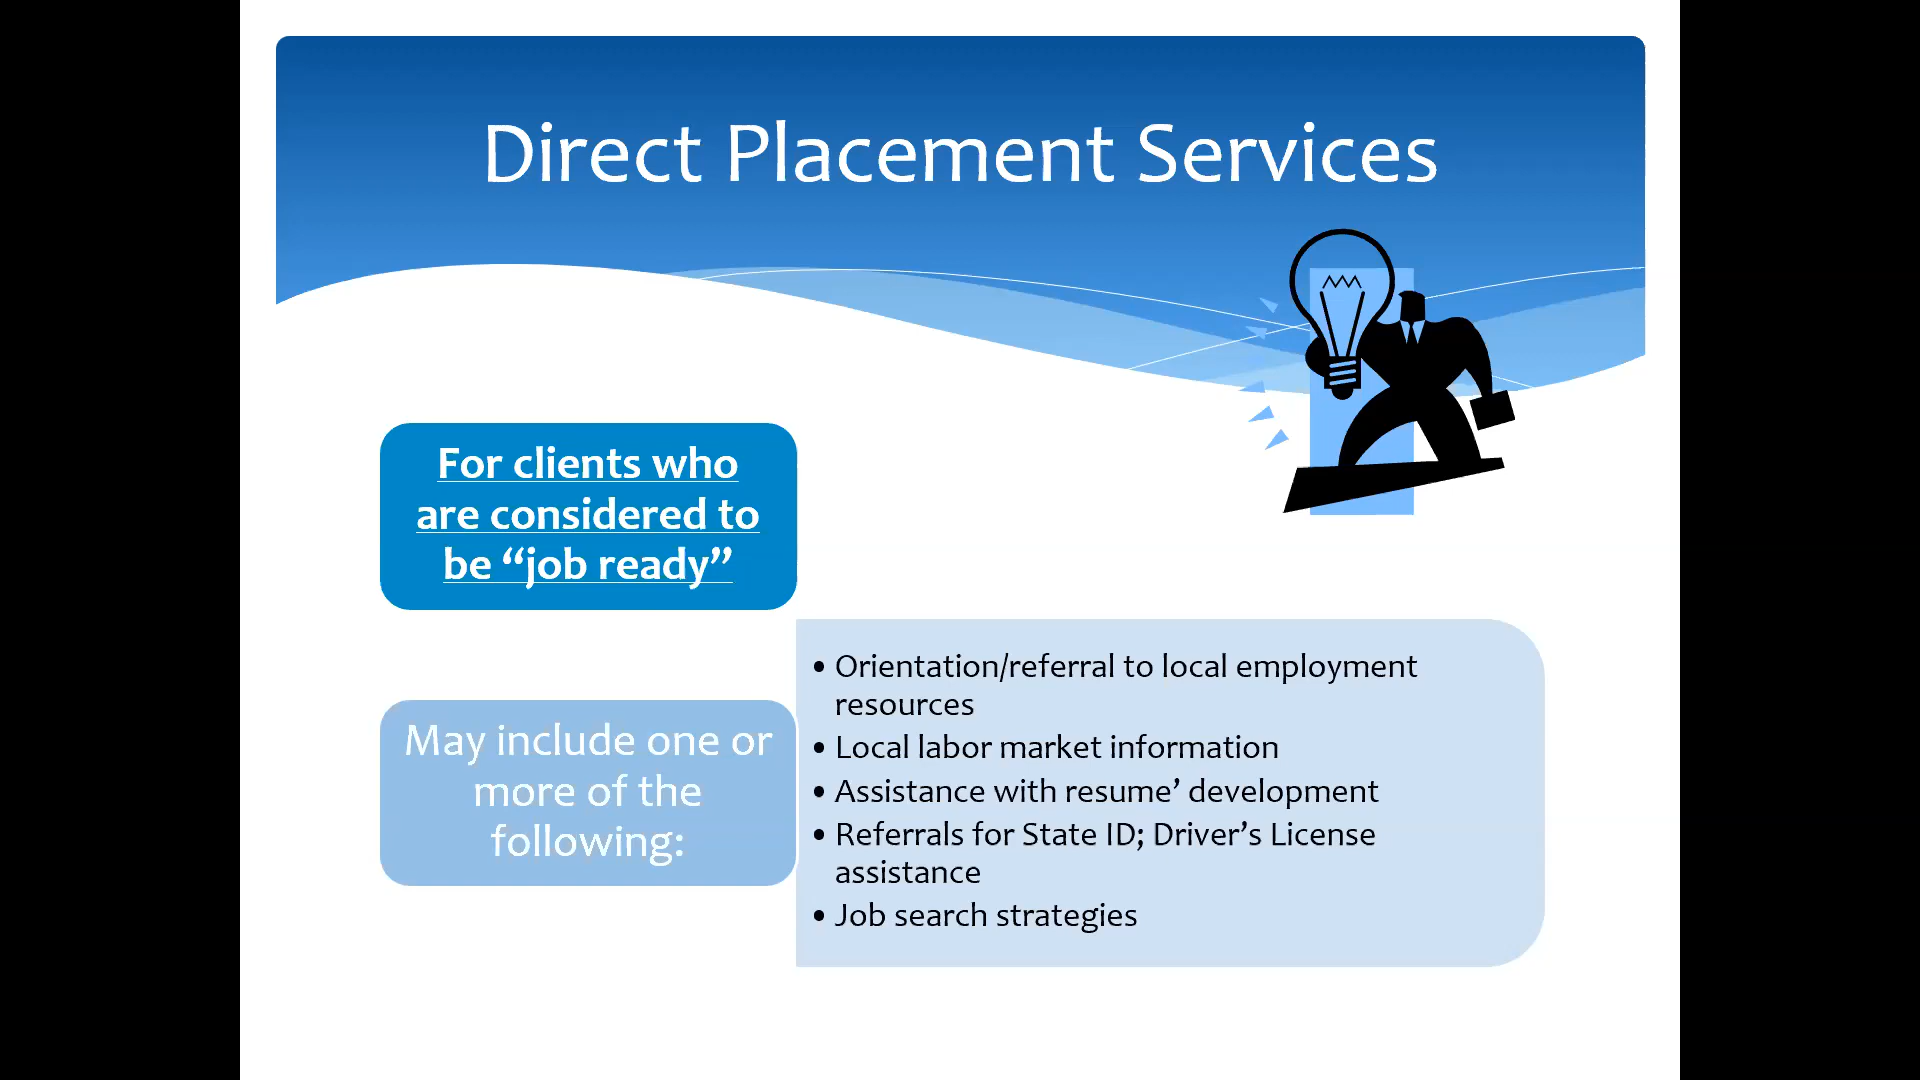 Direct Placement Services
For clients who
are considered to
be “job ready”
May include one or
more of the
following:
• Orientation/referral to local employment
resources
• Local labor market information
• Assistance with resume’ development
• Referrals for State ID; Driver’s License
assistance
• Job search strategies